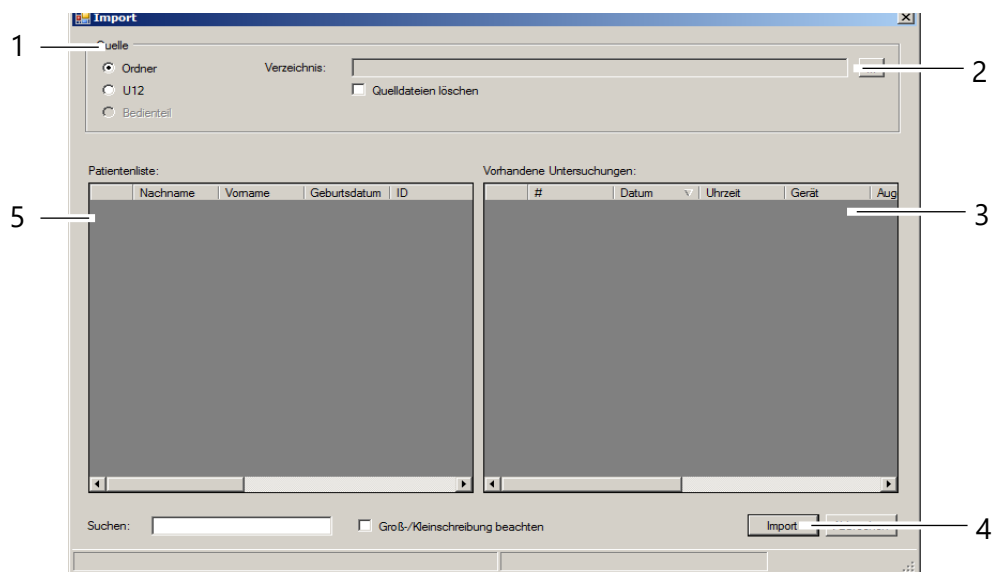 Import
1
Quelle
Ordner Verzeichnis: ... 2
U12 Quelldateien löschen
Bedienteil
Patientenliste: Vorhandene Untersuchungen:
Nachname Vorname Geburtsdatum ID # Datum Uhrzeit Gerät Aug
5 3
Suchen: Groß-/Kleinschreibung beachten Import 4